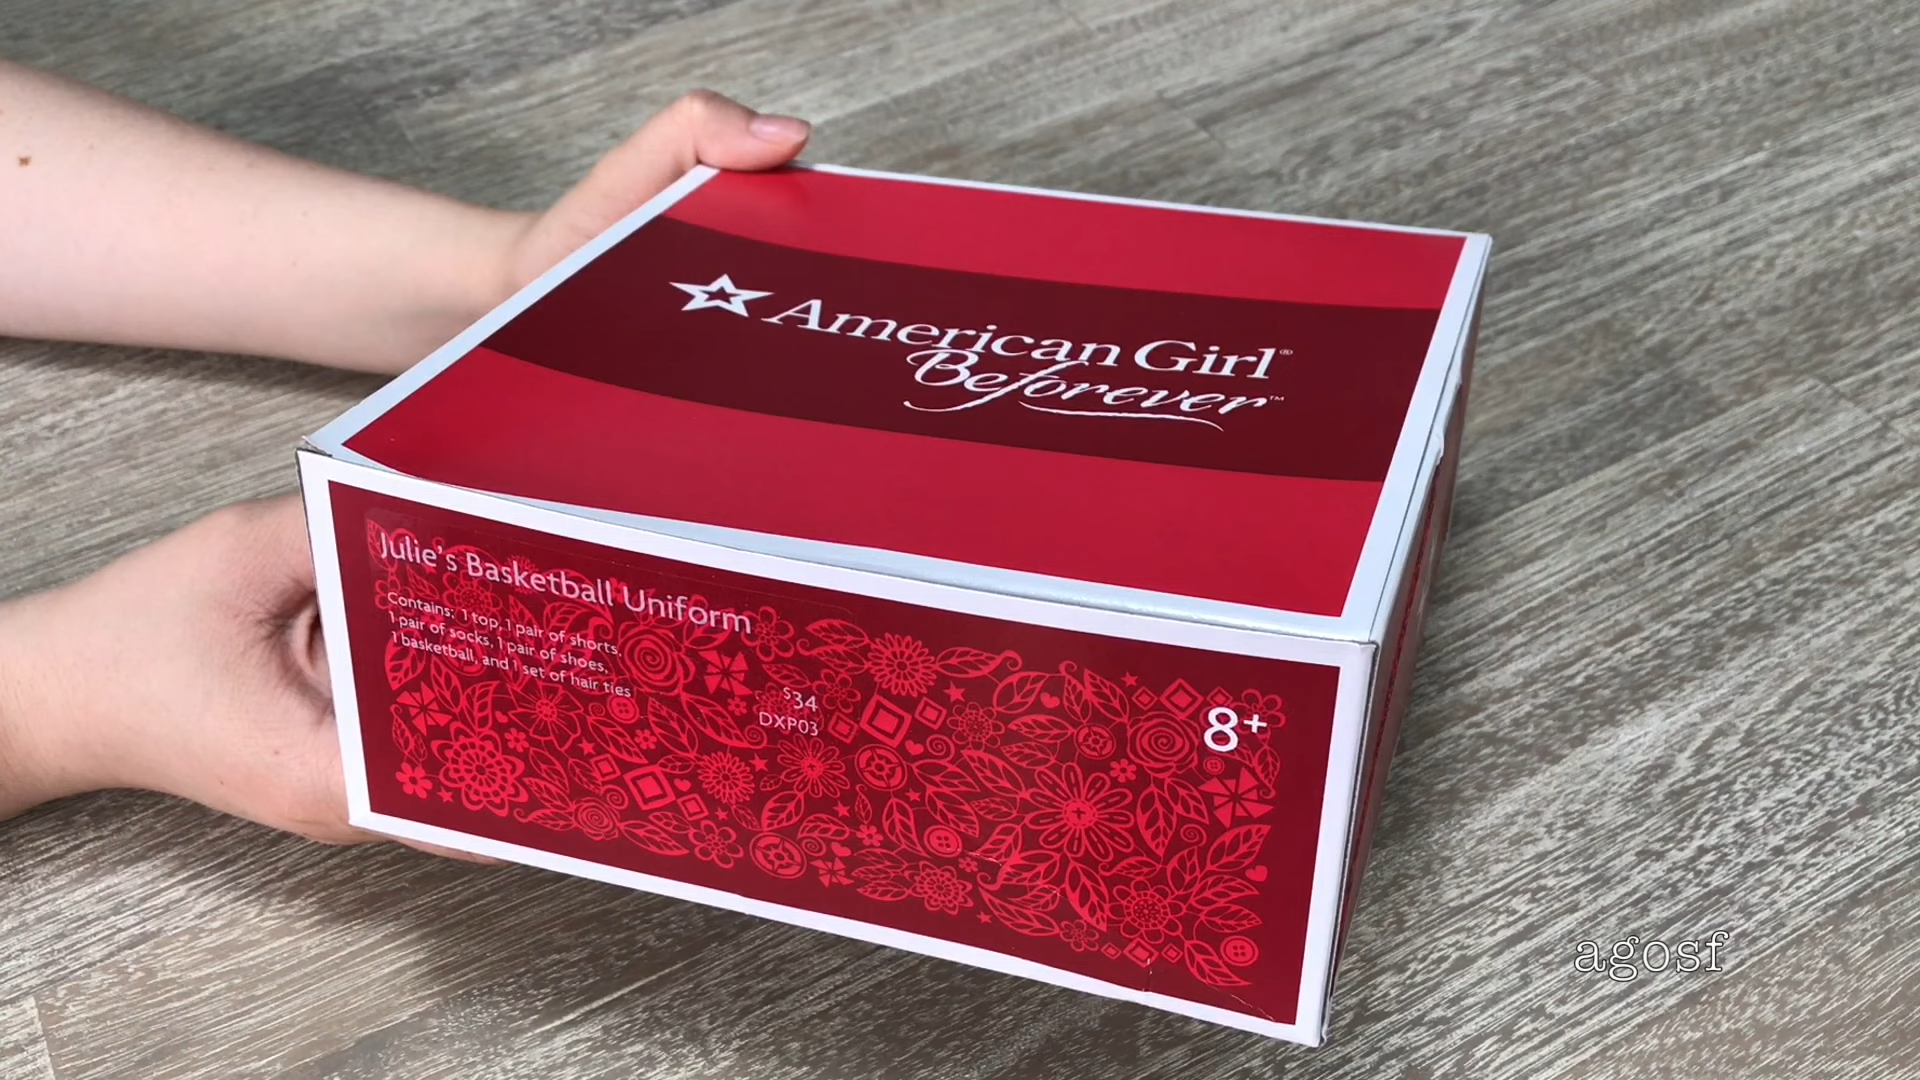 American Girl®
Beforever™
Julie's Basketball Uniform
Contains: 1 top, 1 pair of shorts,
1 pair of socks, 1 pair of shoes,
1 basketball, and 1 set of hair ties
$34
DXP03
8+
agosf